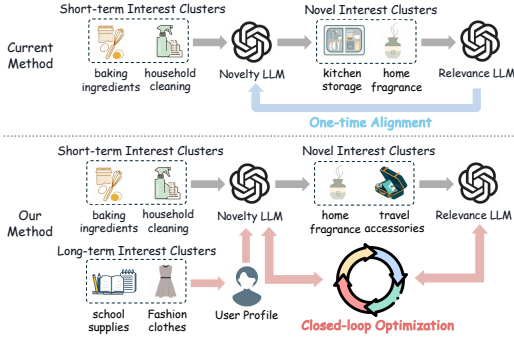 Short-term Interest Clusters
Novel Interest Clusters
Current
Method
baking
ingredients
household
cleaning
Novelty LLM
kitchen
storage
home
fragrance
Relevance LLM
One-time Alignment
Short-term Interest Clusters
Novel Interest Clusters
Our
Method
baking
ingredients
household
cleaning
Novelty LLM
home
fragrance
travel
accessories
Relevance LLM
Long-term Interest Clusters
school
supplies
Fashion
clothes
User Profile
Closed-loop Optimization